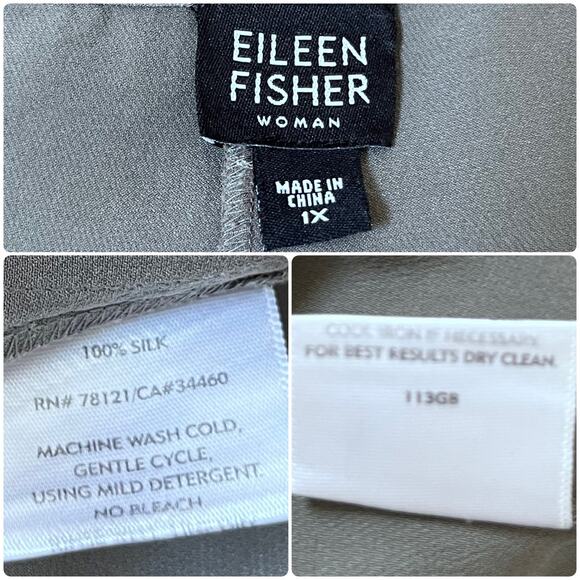 EILEEN
FISHER
WOMAN
MADE IN
CHINA
1X
100% SILK
RN# 78121/CA#34460
MACHINE WASH COLD,
GENTLE CYCLE,
USING MILD DETERGENT.
NO BLEACH
COOL IRON IF NECESSARY.
FOR BEST RESULTS DRY CLEAN.
113GB